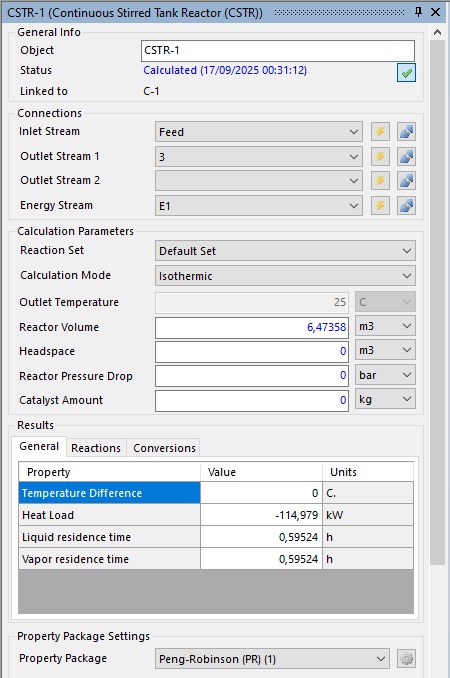 CSTR-1 (Continuous Stirred Tank Reactor (CSTR))
General Info
Object CSTR-1
Status Calculated (17/09/2025 00:31:12)
Linked to C-1
Connections
Inlet Stream Feed
Outlet Stream 1 3
Outlet Stream 2
Energy Stream E1
Calculation Parameters
Reaction Set Default Set
Calculation Mode Isothermic
Outlet Temperature 25 C
Reactor Volume 6,47358 m3
Headspace 0 m3
Reactor Pressure Drop 0 bar
Catalyst Amount 0 kg
Results
General Reactions Conversions
Property Value Units
Temperature Difference 0 C.
Heat Load -114,979 kW
Liquid residence time 0,59524 h
Vapor residence time 0,59524 h
Property Package Settings
Property Package Peng-Robinson (PR) (1)